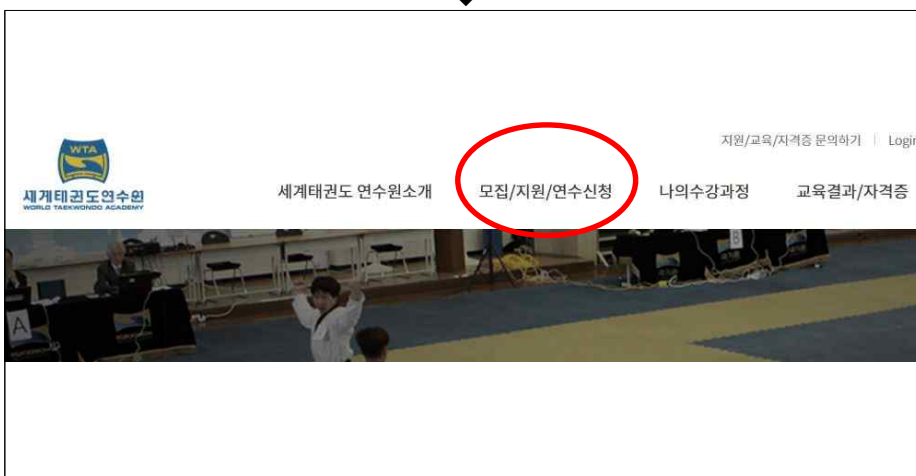 지원/교육/자격증 문의하기 | Login
WTA
세계태권도연수원
WORLD TAEKWONDO ACADEMY
세계태권도 연수원소개 모집/지원/연수신청 나의수강과정 교육결과/자격증
A
B